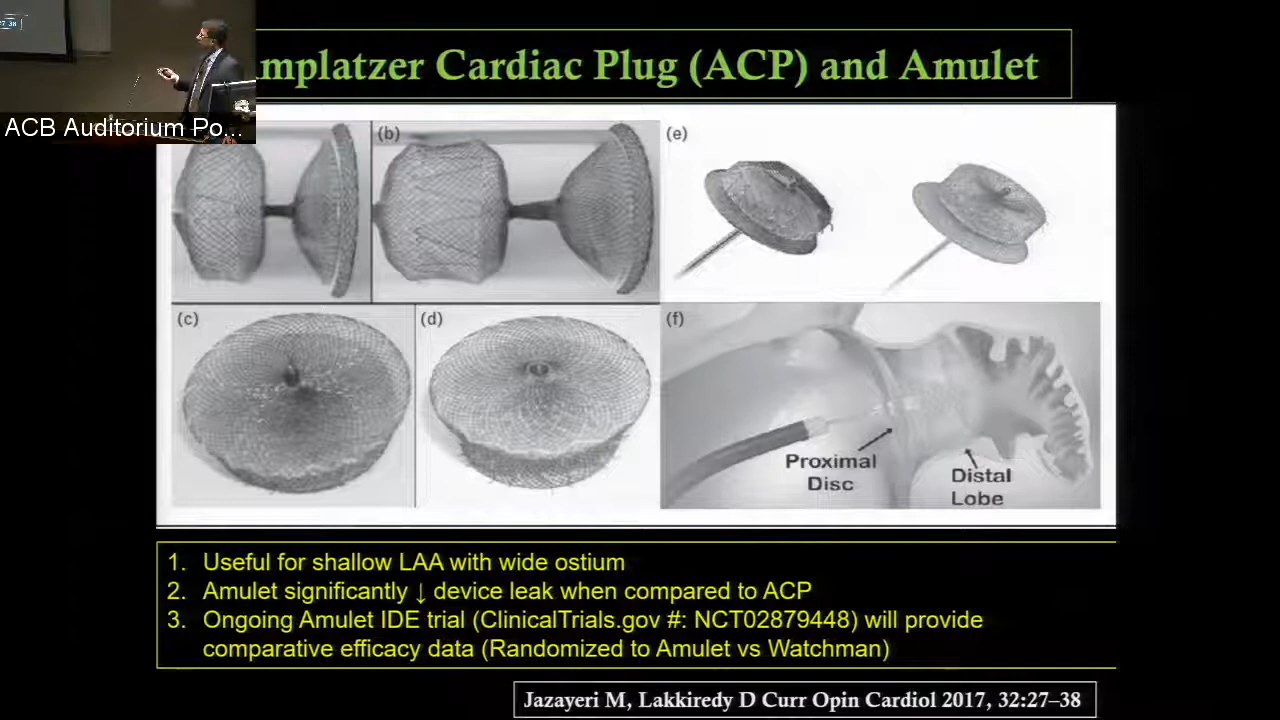 7_38
mplatzer Cardiac Plug (ACP) and Amulet
ACB Auditorium Po...
(b)
(e)
(c)
(d)
(f)
Proximal
Disc
Distal
Lobe
1. Useful for shallow LAA with wide ostium
2. Amulet significantly ↓ device leak when compared to ACP
3. Ongoing Amulet IDE trial (ClinicalTrials.gov #: NCT02879448) will provide
comparative efficacy data (Randomized to Amulet vs Watchman)
Jazayeri M, Lakkiredy D Curr Opin Cardiol 2017, 32:27–38